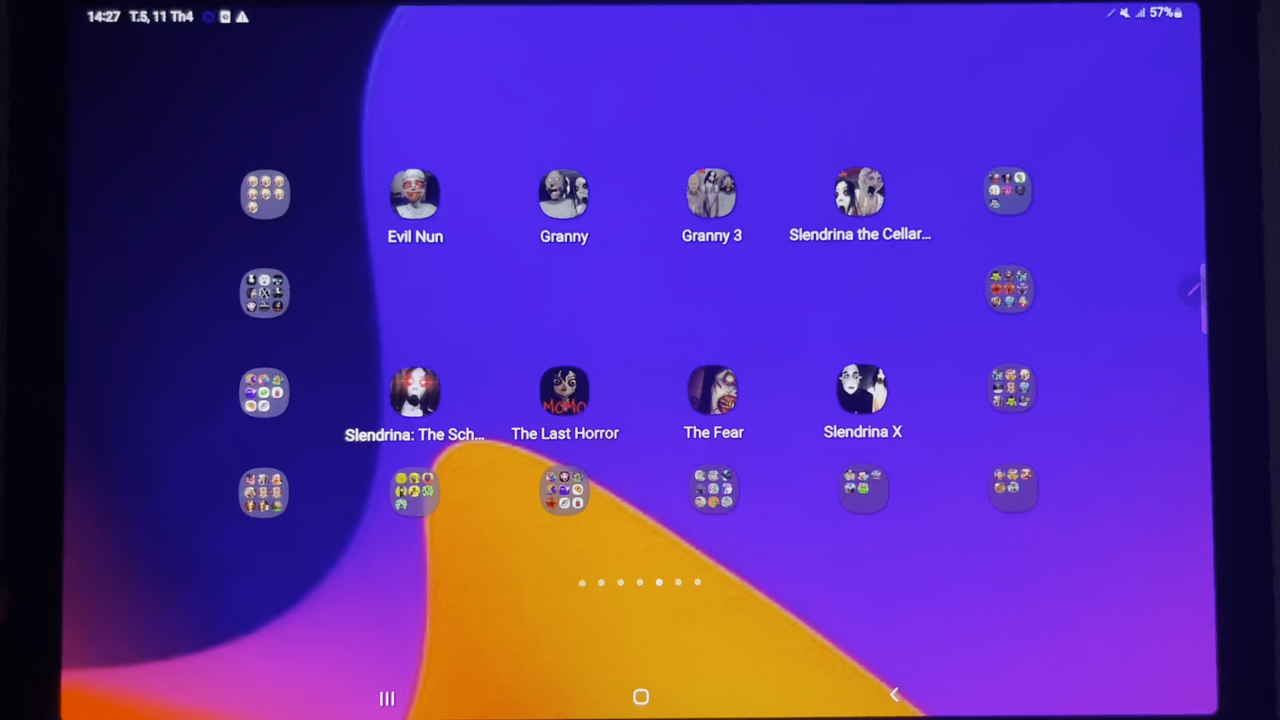 14:27 T.5, 11 Th4
57%
Evil Nun
Granny
Granny 3
Slendrina the Cellar...
Slendrina: The Sch...
MOMO
The Last Horror
The Fear
Slendrina X